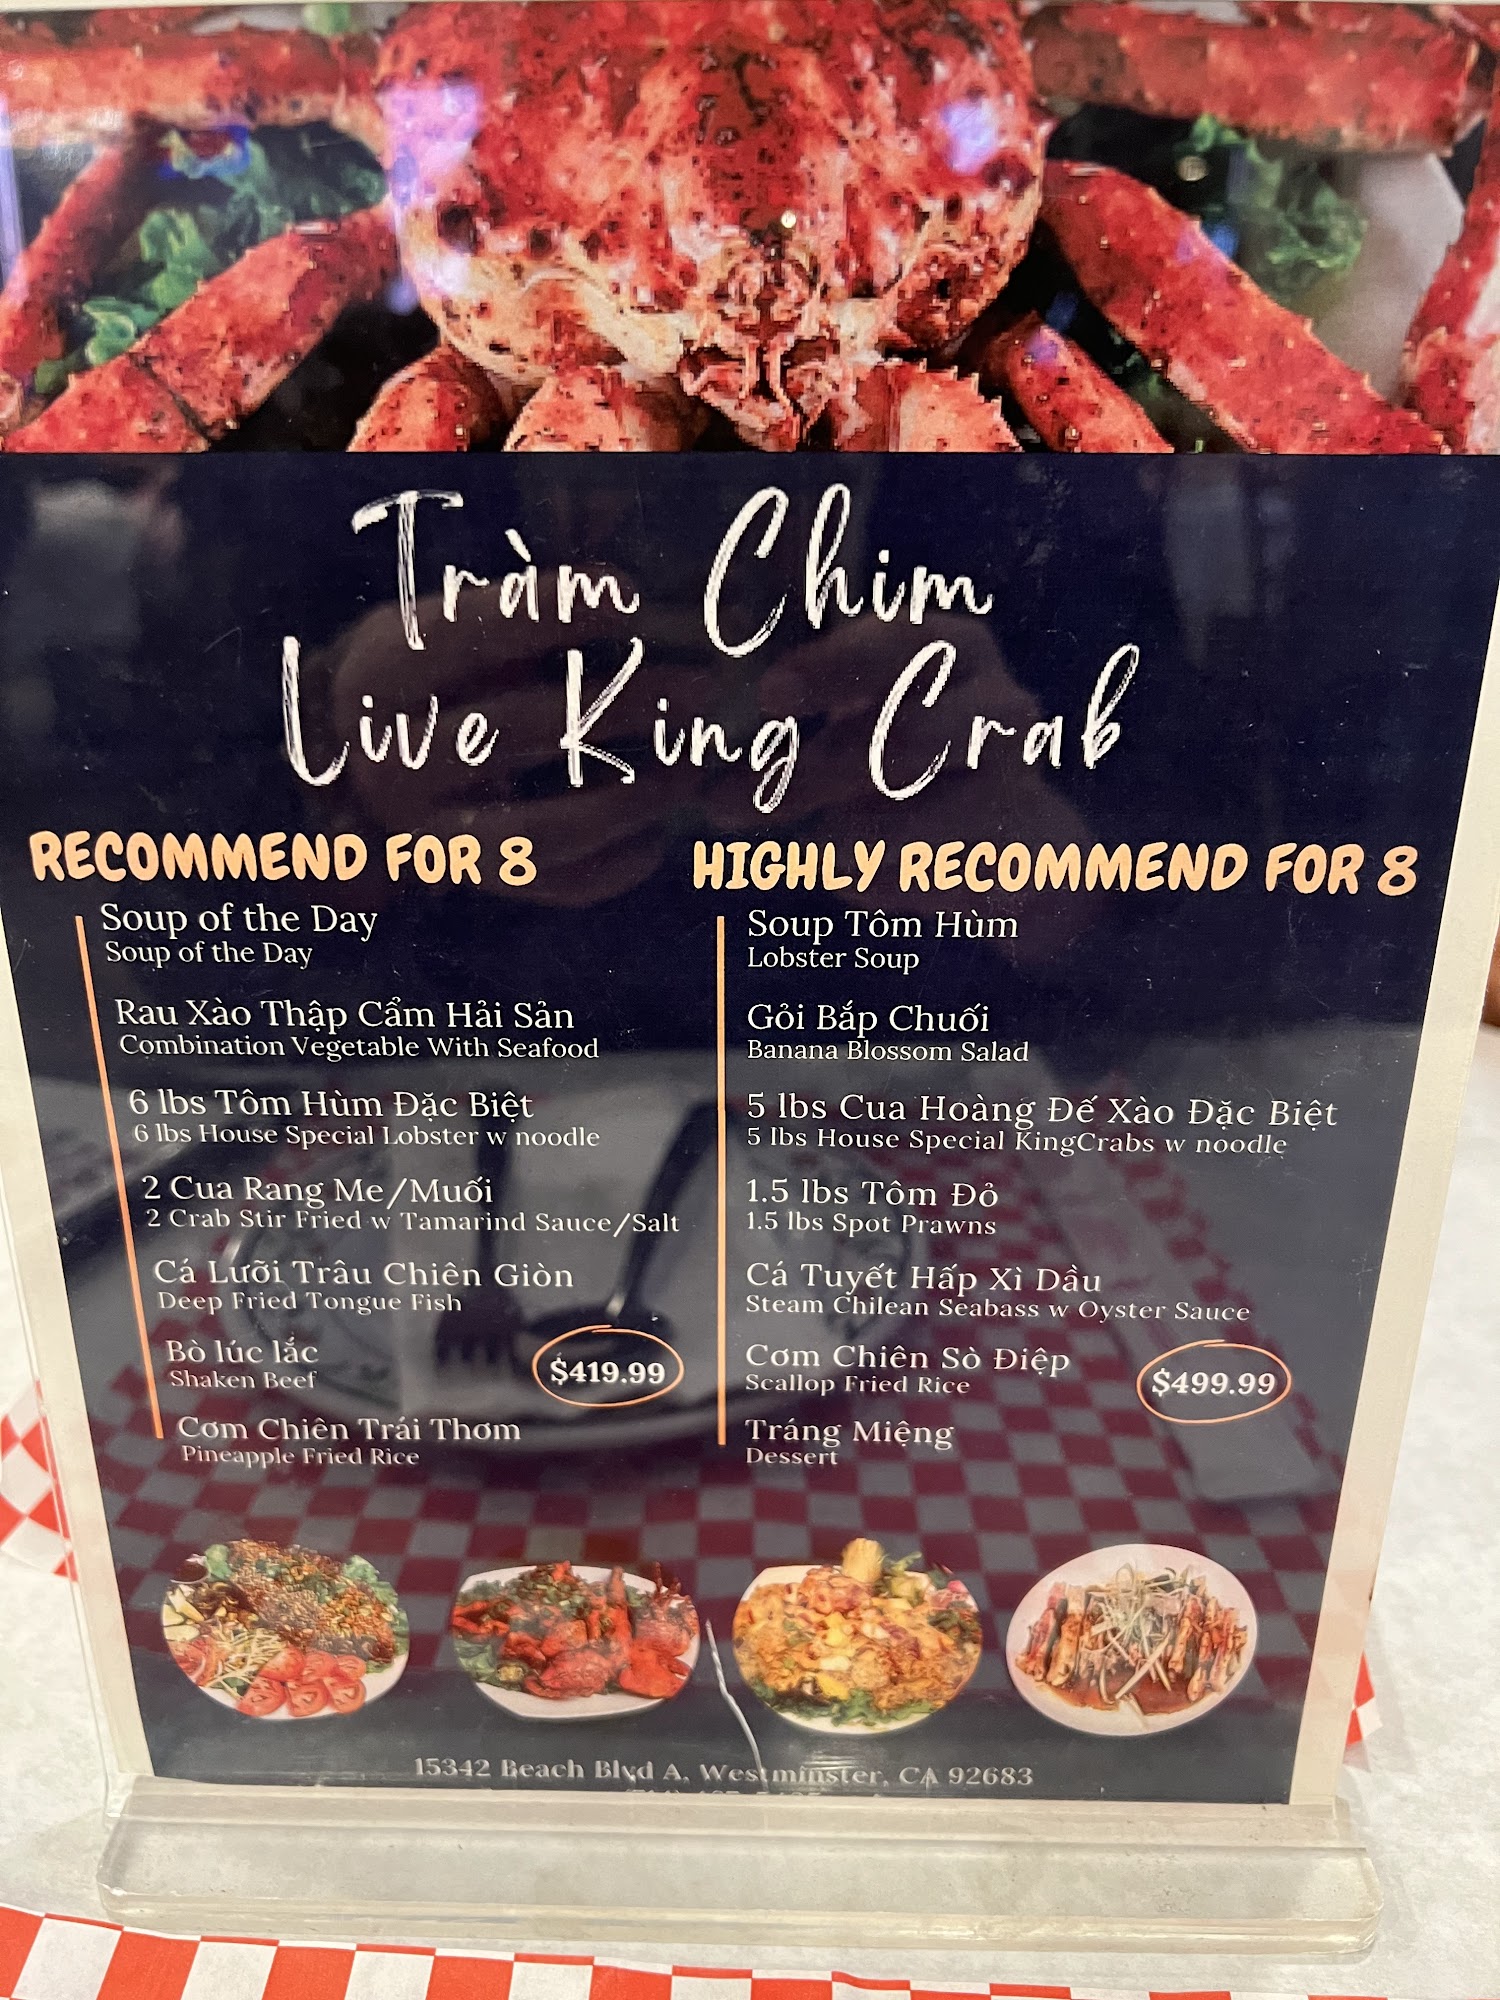 Tràm Chim
Live King Crab
RECOMMEND FOR 8
Soup of the Day
Soup of the Day
Rau Xào Thập Cẩm Hải Sản
Combination Vegetable With Seafood
6 lbs Tôm Hùm Đặc Biệt
6 lbs House Special Lobster w noodle
2 Cua Rang Me/Muối
2 Crab Stir Fried w Tamarind Sauce/Salt
Cá Lưỡi Trâu Chiên Giòn
Deep Fried Tongue Fish
Bò lúc lắc
Shaken Beef
$419.99
Cơm Chiên Trái Thơm
Pineapple Fried Rice
HIGHLY RECOMMEND FOR 8
Soup Tôm Hùm
Lobster Soup
Gỏi Bắp Chuối
Banana Blossom Salad
5 lbs Cua Hoàng Đế Xào Đặc Biệt
5 lbs House Special KingCrabs w noodle
1.5 lbs Tôm Đỏ
1.5 lbs Spot Prawns
Cá Tuyết Hấp Xì Dầu
Steam Chilean Seabass w Oyster Sauce
Cơm Chiên Sò Điệp
Scallop Fried Rice
$499.99
Tráng Miệng
Dessert
15342 Beach Blvd A, Westminster, CA 92683